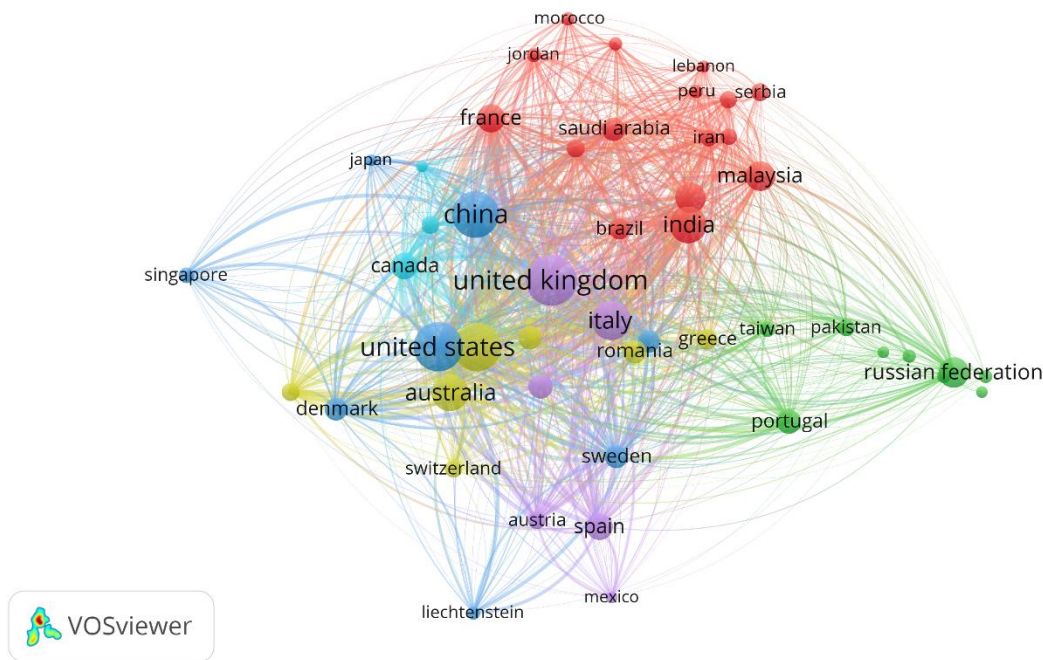 morocco
jordan
lebanon
peru
serbia
france
saudi arabia
iran
japan
malaysia
china
brazil
india
canada
singapore
united kingdom
italy
taiwan
pakistan
united states
romania
greece
russian federation
australia
denmark
portugal
sweden
switzerland
austria
spain
mexico
liechtenstein
VOSviewer